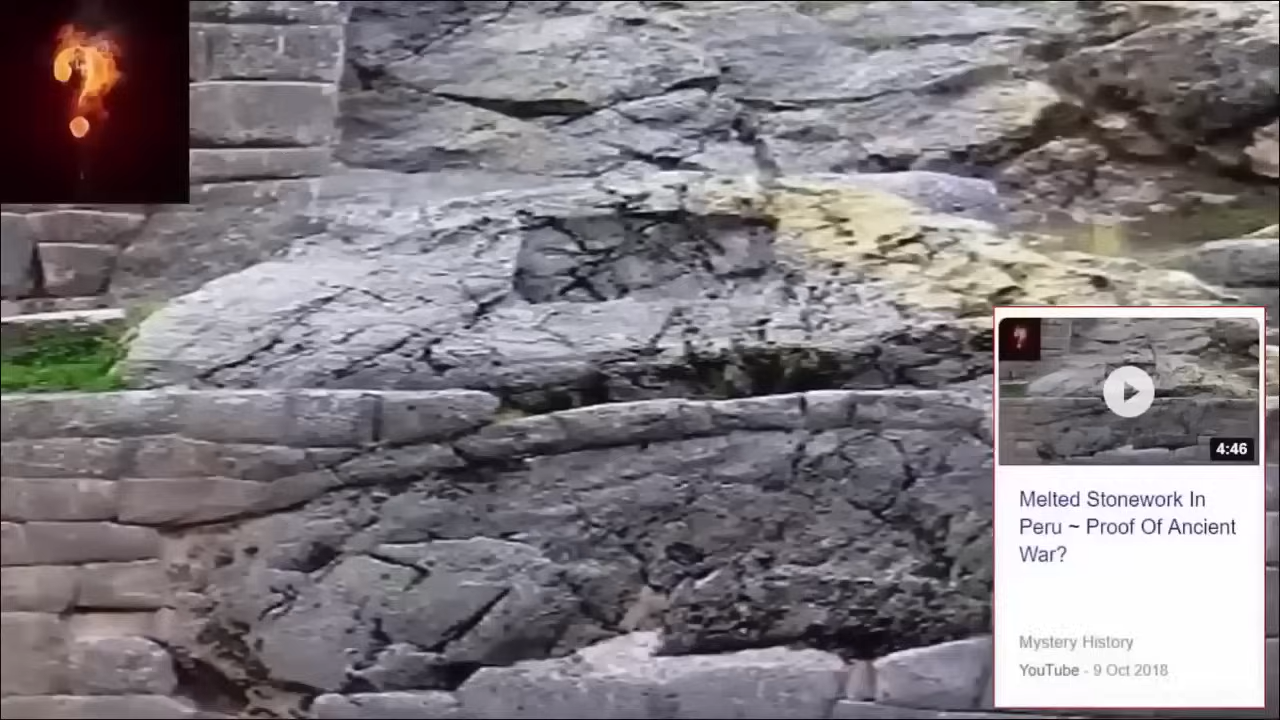 ?
4:46
Melted Stonework In
Peru ~ Proof Of Ancient
War?
Mystery History
YouTube - 9 Oct 2018